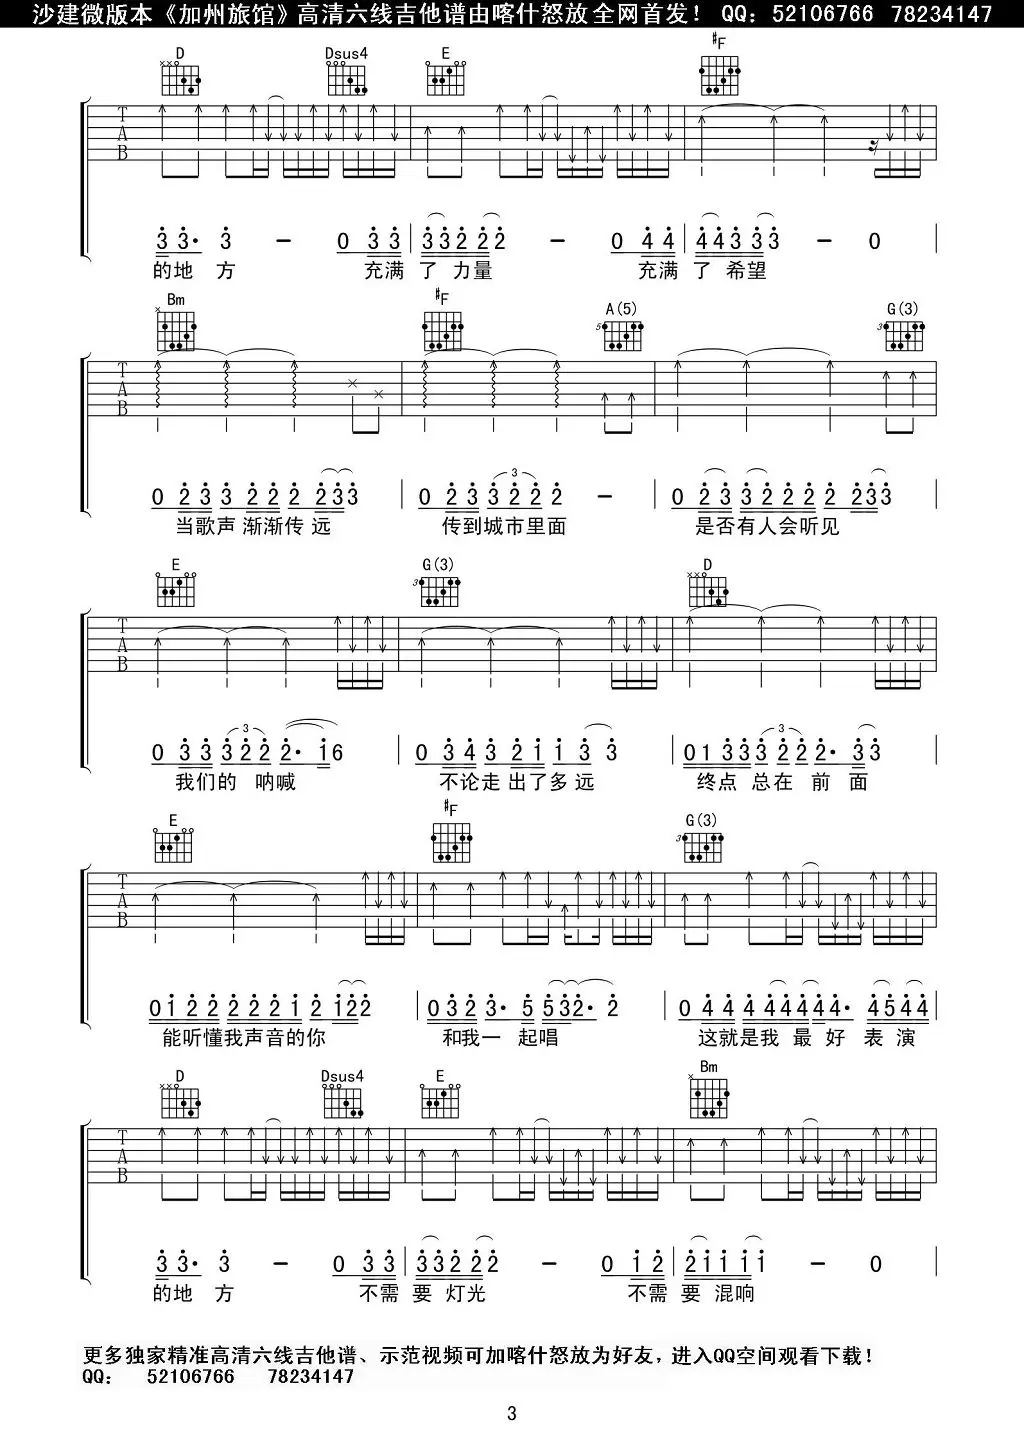 沙建微版本《加州旅馆》高清六线吉他谱由喀什怒放全网首发！ QQ：52106766 78234147
D Dsus4 E #F
T
A
B
3 3· 3 － 0 3 3 | 3 3 2 2 2 － 0 4 4 | 4 4 3 3 3 － 0 |
的地 方 充满 了 力量 充满 了 希望
Bm #F A(5) G(3)
5 3
T
A
B
3
3
0 2 3 3 2 2 2 2 3 3 | 0 2 3 3 2 2 2 － | 0 2 3 3 2 2 2 2 3 3 |
当歌声 渐渐传 远 传到城市里面 是否有人会听见
E G(3) D
3
T
A
B
3 3
0 3 3 3 2 2 2· 1 6 | 0 3 4 3 2 1 1 3 3 | 0 1 3 3 3 2 2 2· 3 3 |
我们的 呐喊 不论走 出了多 远 终点 总在 前 面
E #F G(3)
3
T
A
B
0 1 2 2 2 2 2 1 2 1 2 2 | 0 3 2 3· 5 5 3 2· 2 | 0 4 4 4 4 4 4 4· 4 5 4 4 |
能听懂我声音的你 和我一 起唱 这就是我 最 好 表 演
D Dsus4 E Bm
T
A
B
3 3· 3 － 0 3 3 | 3 3 2 2 2 － 0 1 2 | 2 1 1 1 1 － 0 |
的地 方 不需 要 灯光 不需 要 混响
更多独家精准高清六线吉他谱、示范视频可加喀什怒放为好友，进入QQ空间观看下载！
QQ： 52106766 78234147
3